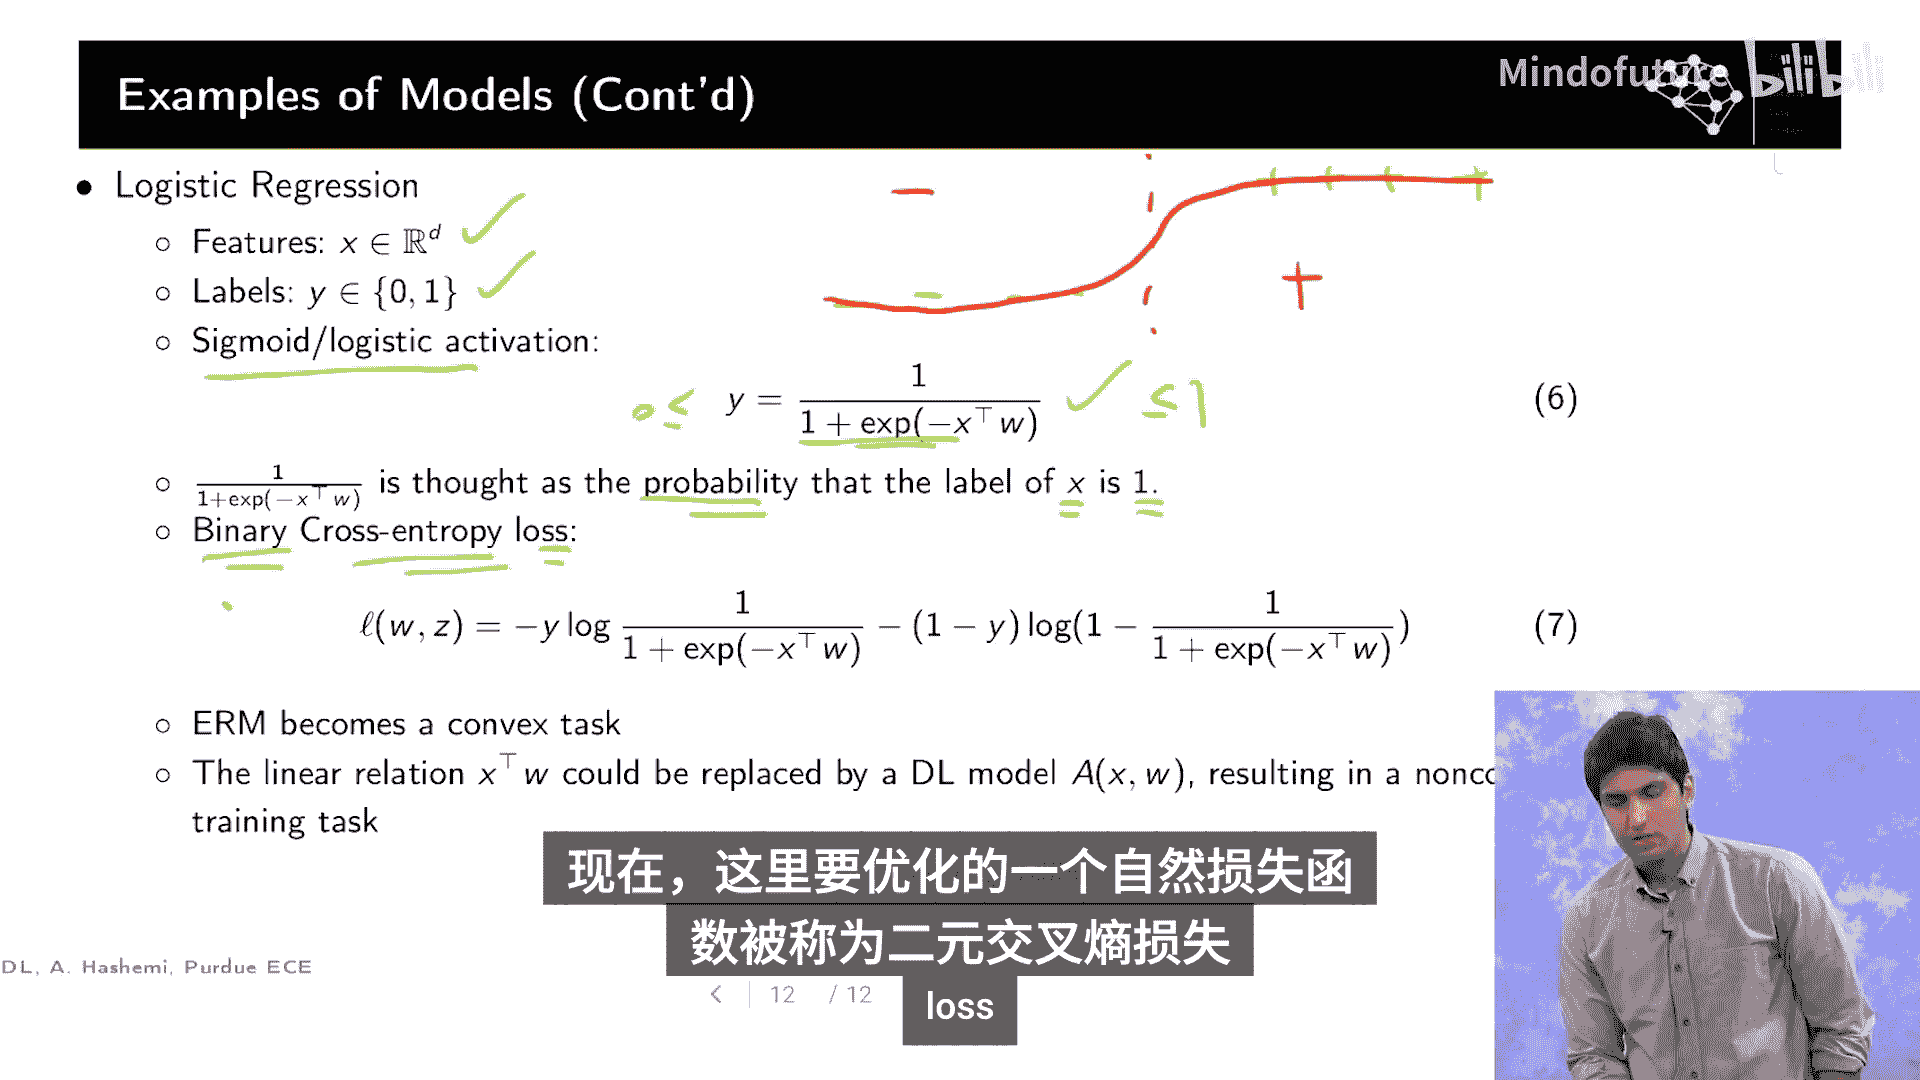 Mindofuture bilibili
Examples of Models (Cont'd)
• Logistic Regression
○ Features: x ∈ ℝᵈ
○ Labels: y ∈ {0, 1}
○ Sigmoid/logistic activation:
0 ≤ y = 1 / (1 + exp(−x⊤w)) ≤ 1 (6)
○ 1 / (1+exp(−x⊤w)) is thought as the probability that the label of x is 1.
○ Binary Cross-entropy loss:
ℓ(w, z) = −y log 1 / (1 + exp(−x⊤w)) − (1 − y) log(1 − 1 / (1 + exp(−x⊤w))) (7)
○ ERM becomes a convex task
○ The linear relation x⊤w could be replaced by a DL model A(x, w), resulting in a nonco
training task
现在，这里要优化的一个自然损失函
数被称为二元交叉熵损失
loss
DL, A. Hashemi, Purdue ECE
12 / 12